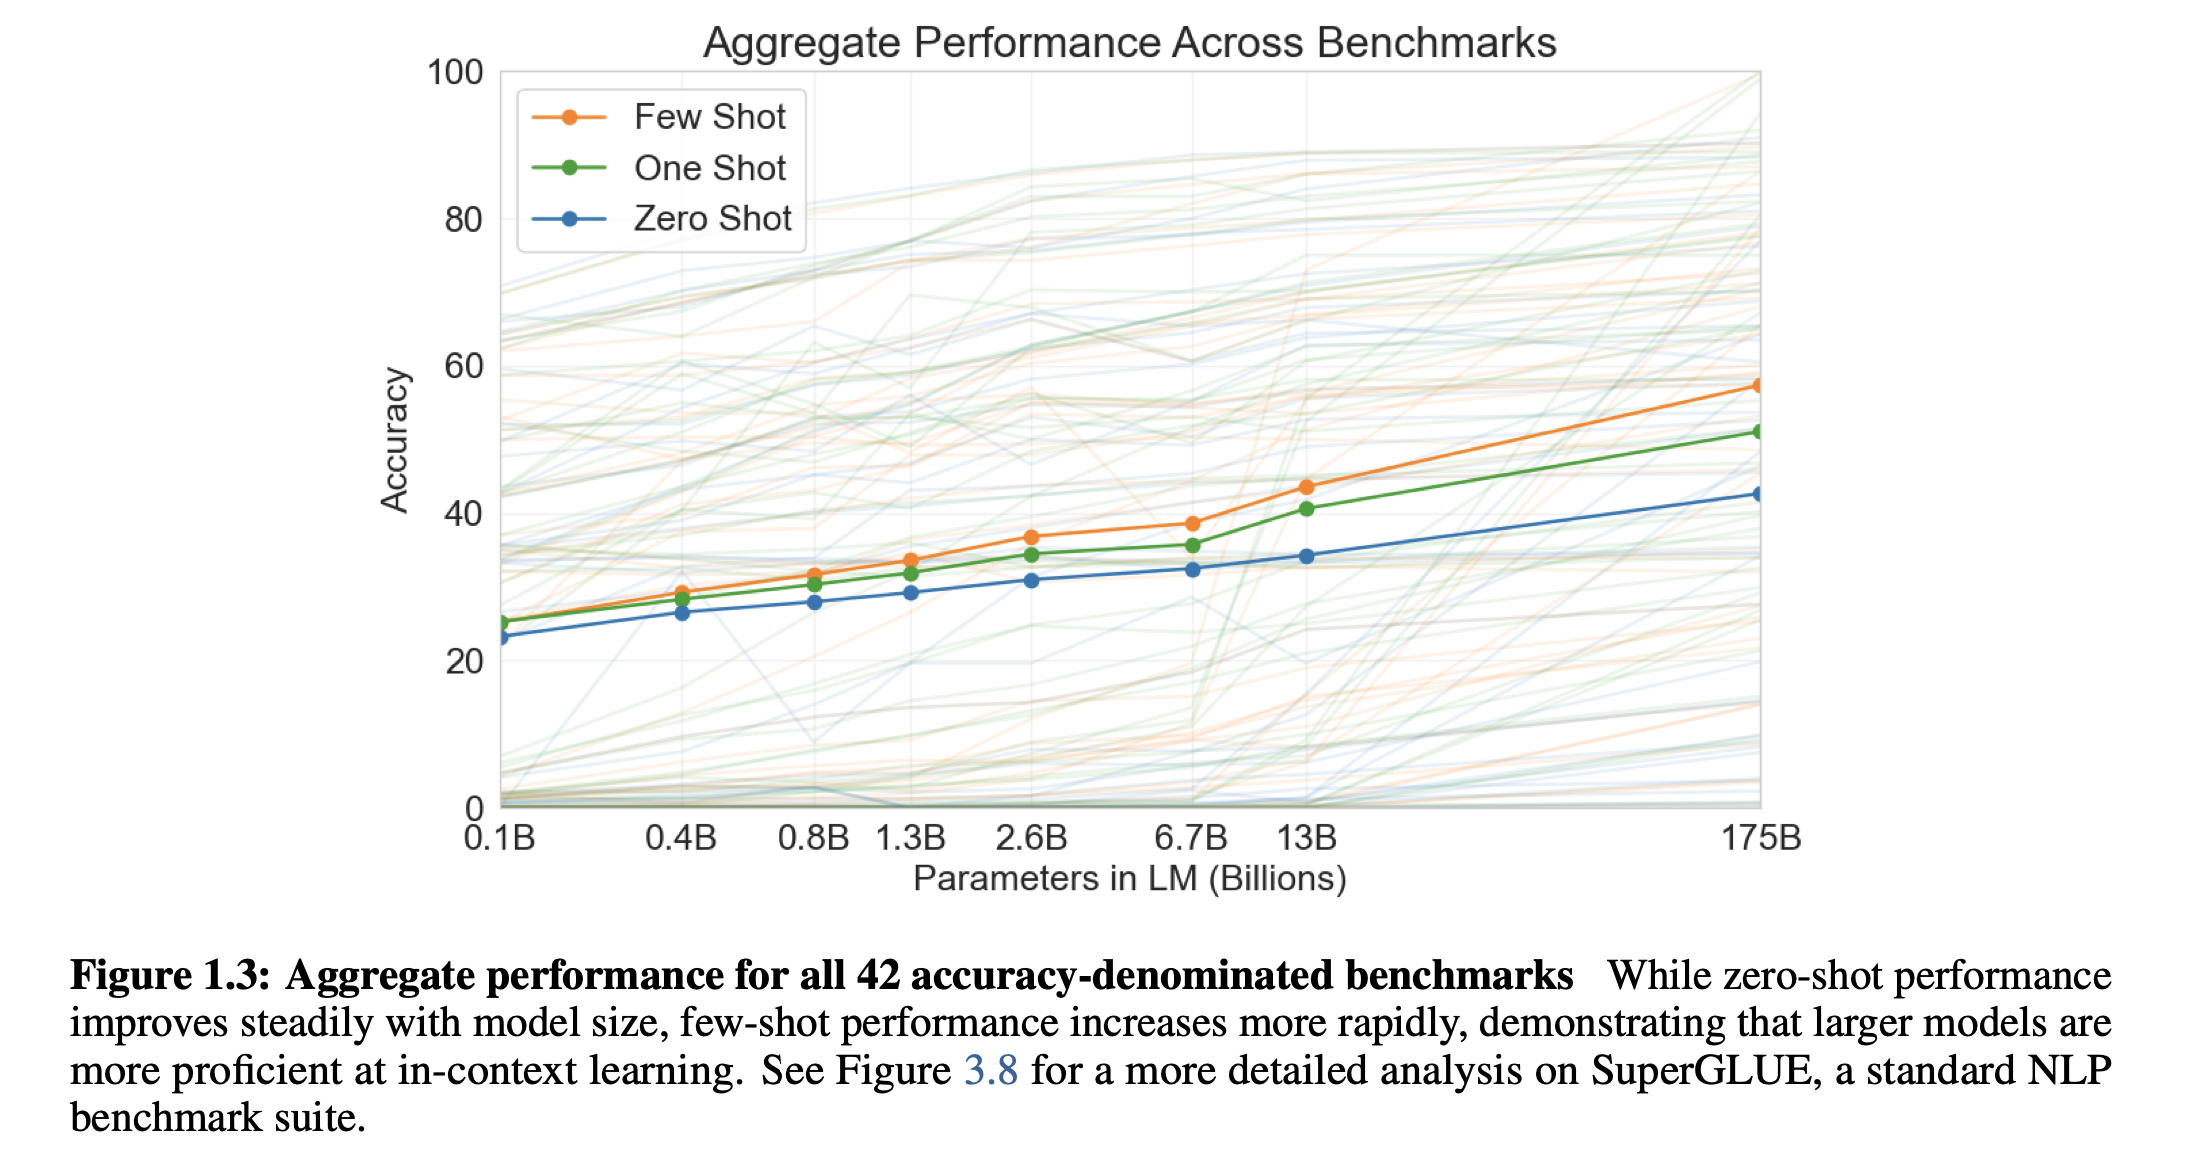 Aggregate Performance Across Benchmarks
100
80
60
40
20
0
Accuracy
Few Shot
One Shot
Zero Shot
0.1B 0.4B 0.8B 1.3B 2.6B 6.7B 13B 175B
Parameters in LM (Billions)
Figure 1.3: Aggregate performance for all 42 accuracy-denominated benchmarks While zero-shot performance
improves steadily with model size, few-shot performance increases more rapidly, demonstrating that larger models are
more proficient at in-context learning. See Figure 3.8 for a more detailed analysis on SuperGLUE, a standard NLP
benchmark suite.